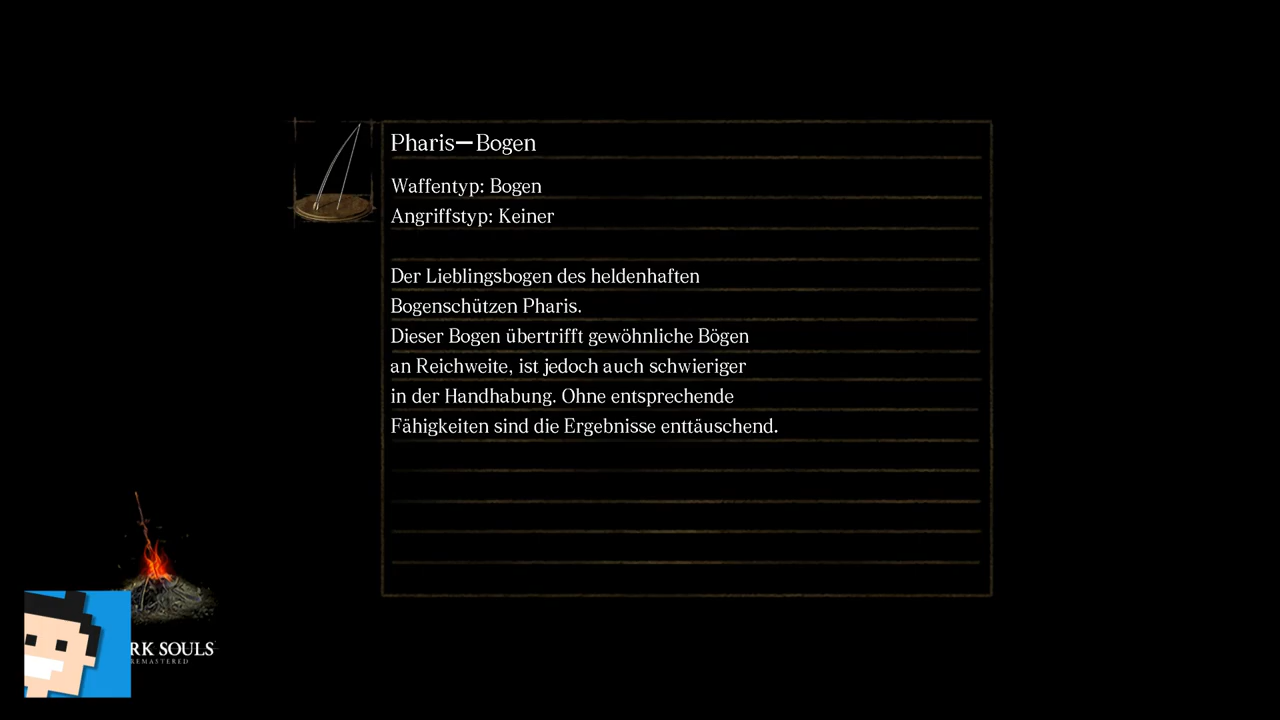 Pharis—Bogen
Waffentyp: Bogen
Angriffstyp: Keiner
Der Lieblingsbogen des heldenhaften
Bogenschützen Pharis.
Dieser Bogen übertrifft gewöhnliche Bögen
an Reichweite, ist jedoch auch schwieriger
in der Handhabung. Ohne entsprechende
Fähigkeiten sind die Ergebnisse enttäuschend.
RK SOULS
REMASTERED